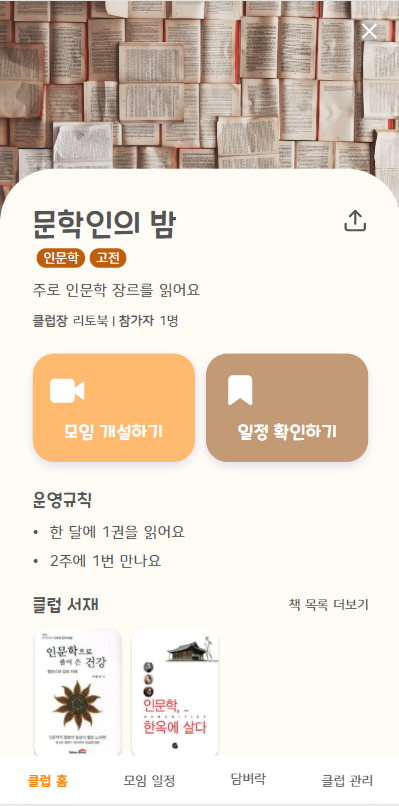 문학인의 밤
인문학 고전
주로 인문학 장르를 읽어요
클럽장 리토북 | 참가자 1명
모임 개설하기 일정 확인하기
운영규칙
• 한 달에 1권을 읽어요
• 2주에 1번 만나요
클럽 서재 책 목록 더보기
인문학으로
풀어 쓴 건강
인문학,
HUMANITIES
한옥에 살다
클럽 홈 모임 일정 담벼락 클럽 관리